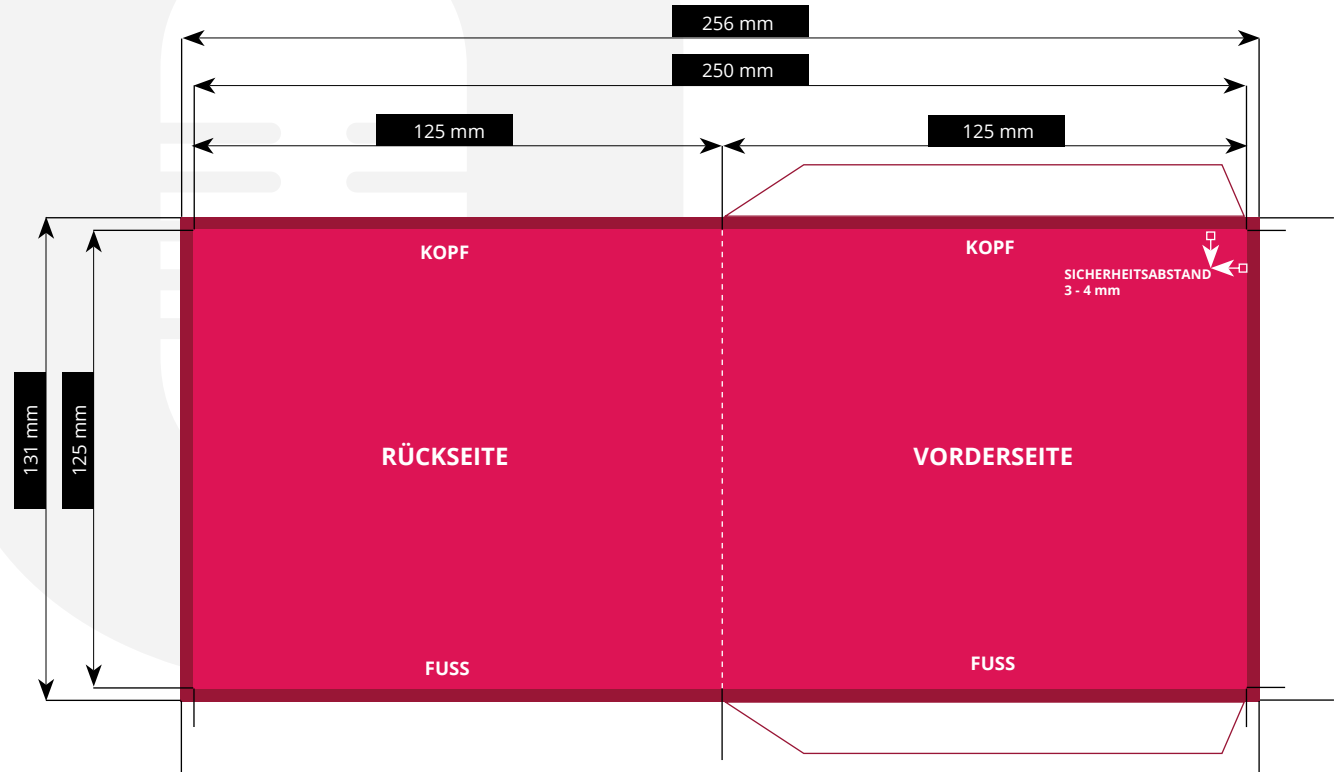 256 mm
250 mm
125 mm
125 mm
KOPF
KOPF
SICHERHEITSABSTAND
3 - 4 mm
131 mm
125 mm
RÜCKSEITE
VORDERSEITE
FUSS
FUSS